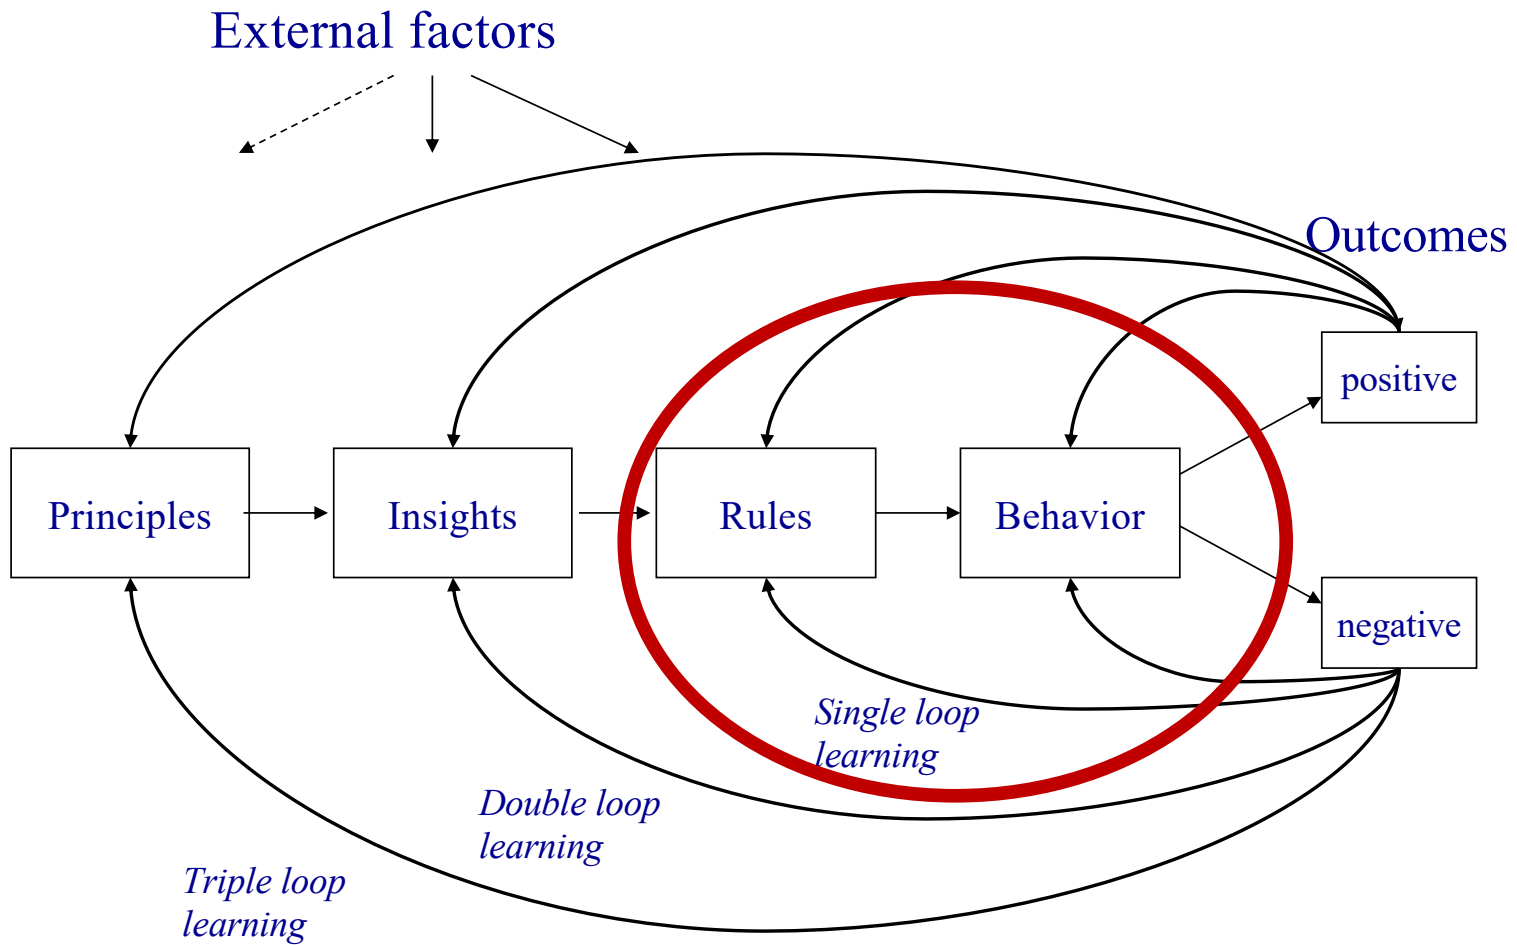 External factors
Outcomes
positive
Principles
Insights
Rules
Behavior
negative
Single loop
learning
Double loop
learning
Triple loop
learning